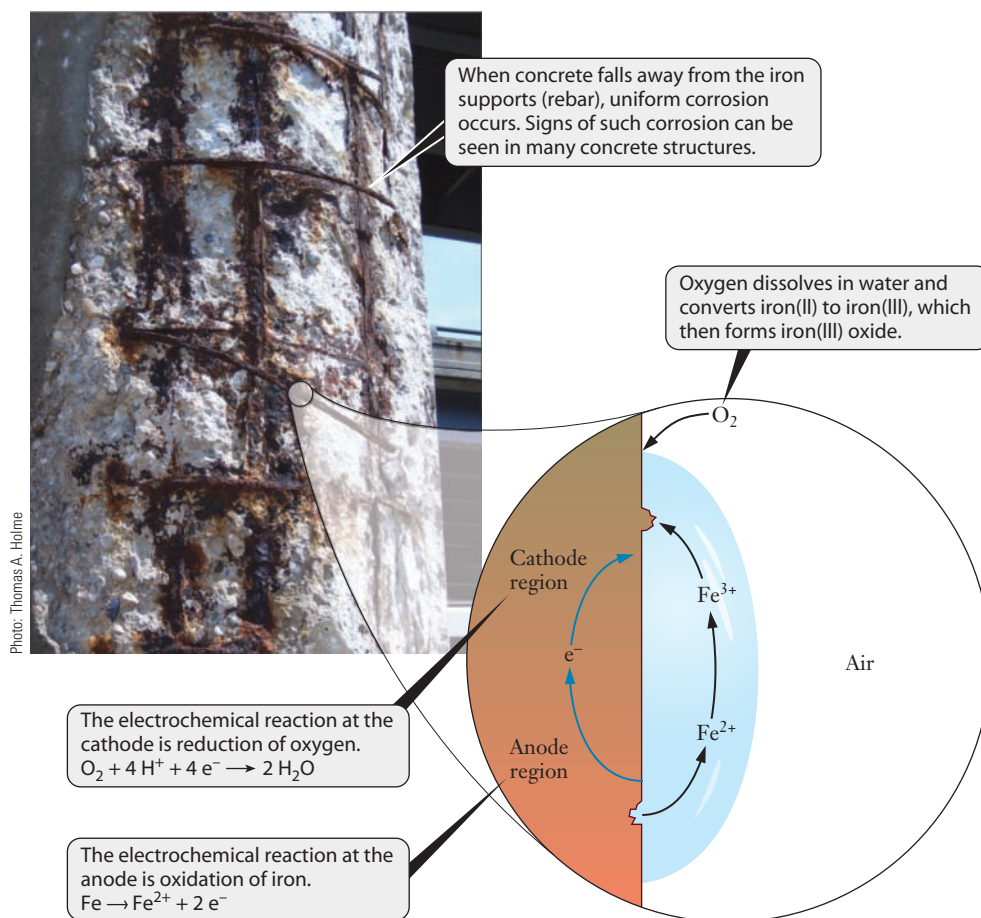 When concrete falls away from the iron
supports (rebar), uniform corrosion
occurs. Signs of such corrosion can be
seen in many concrete structures.
Oxygen dissolves in water and
converts iron(II) to iron(III), which
then forms iron(III) oxide.
O₂
Cathode
region
Fe³⁺
e⁻
Air
Fe²⁺
Anode
region
Photo: Thomas A. Holme
The electrochemical reaction at the
cathode is reduction of oxygen.
O₂ + 4 H⁺ + 4 e⁻ ⟶ 2 H₂O
The electrochemical reaction at the
anode is oxidation of iron.
Fe ⟶ Fe²⁺ + 2 e⁻